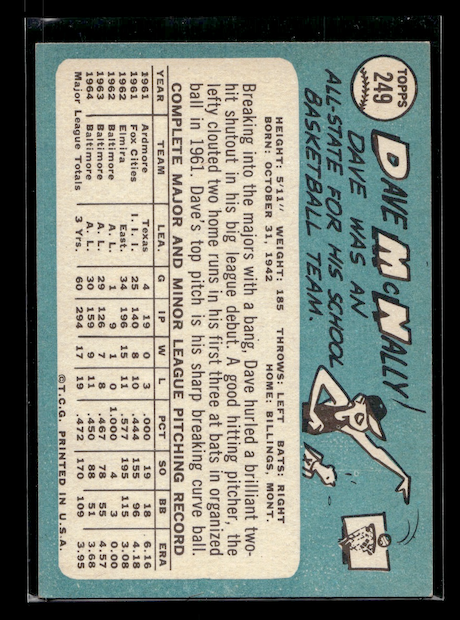 TOPPS
249
DAVE McNALLY
DAVE WAS AN
ALL-STATE FOR HIS SCHOOL
BASKETBALL TEAM.
HEIGHT: 5'11" WEIGHT: 185 THROWS: LEFT BATS: RIGHT
BORN: OCTOBER 31, 1942 HOME: BILLINGS, MONT.
Breaking into the majors with a bang, Dave hurled a brilliant two-
hit shutout in his big league debut. A good hitting pitcher, the
lefty clouted two home runs in his first three at bats in organized
ball in 1961. Dave's top pitch is his sharp breaking curve ball.
COMPLETE MAJOR AND MINOR LEAGUE PITCHING RECORD
YEAR TEAM LEA. G IP W L PCT SO BB ERA
1961 Ardmore Texas 4 19 0 3 .000 19 18 6.16
1961 Fox Cities I. I. I. 25 140 8 10 .444 155 96 4.18
1962 Elmira East. 34 196 15 11 .577 195 115 3.08
1962 Baltimore A. L. 1 9 1 0 1.000 4 3 0.00
1963 Baltimore A. L. 29 126 7 8 .467 78 55 4.57
1964 Baltimore A. L. 30 159 9 11 .450 88 51 3.68
Major League Totals 3 Yrs. 60 294 17 19 .472 170 109 3.95
©T.C.G. PRINTED IN U.S.A.